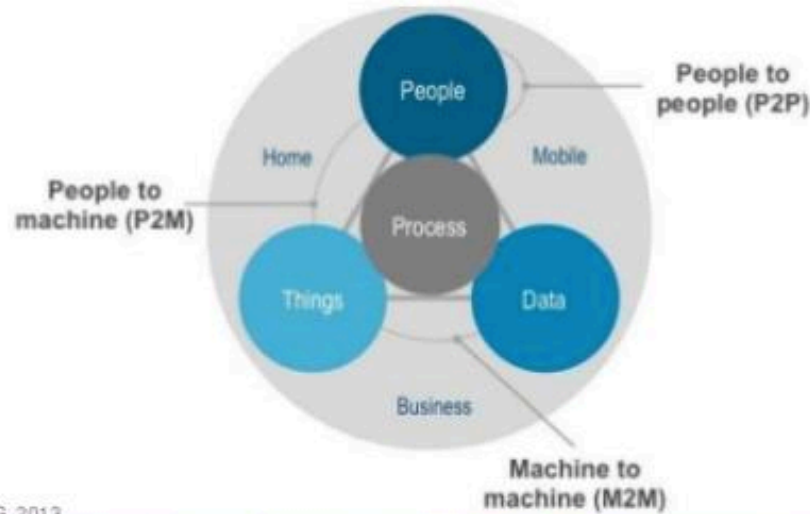 People
People to
people (P2P)
Home
Mobile
People to
machine (P2M)
Process
Things
Data
Business
Machine to
machine (M2M)
2013